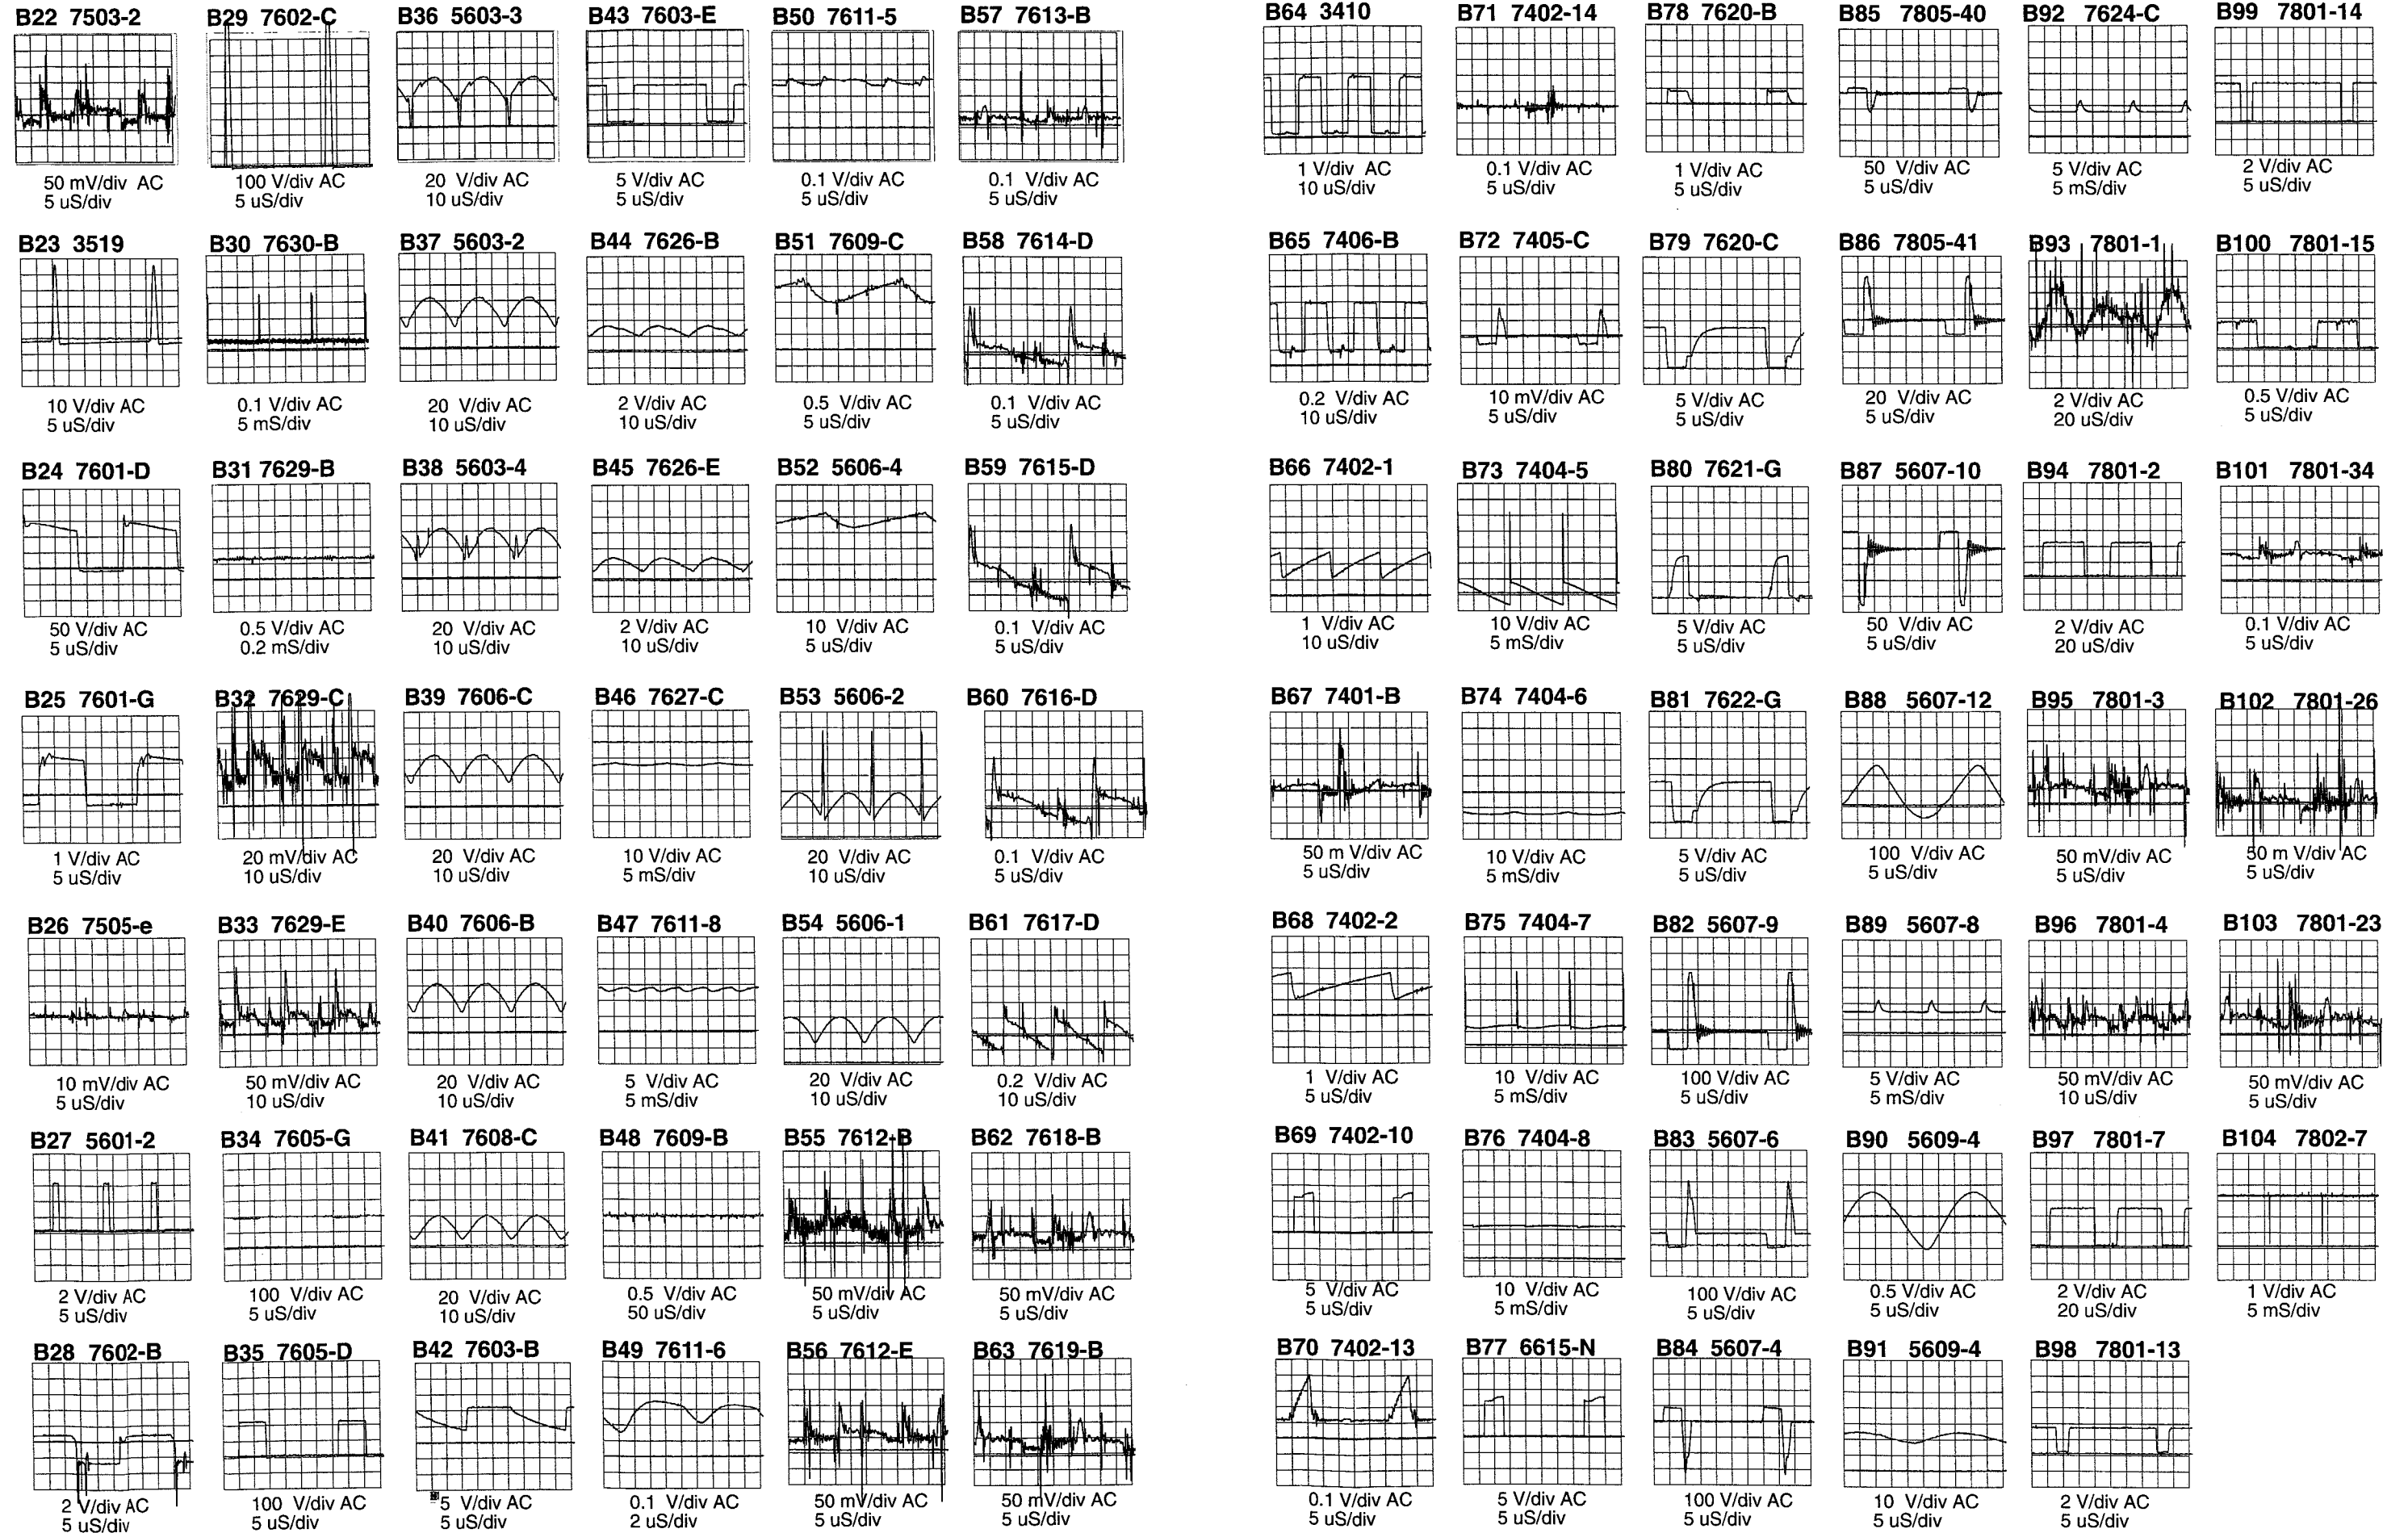 B22 7503-2
50 mV/div AC
5 uS/div
B23 3519
10 V/div AC
5 uS/div
B24 7601-D
50 V/div AC
5 uS/div
B25 7601-G
1 V/div AC
5 uS/div
B26 7505-e
10 mV/div AC
5 uS/div
B27 5601-2
2 V/div AC
5 uS/div
B28 7602-B
2 V/div AC
5 uS/div
B29 7602-C
100 V/div AC
5 uS/div
B30 7630-B
0.1 V/div AC
5 mS/div
B31 7629-B
0.5 V/div AC
0.2 mS/div
B32 7629-C
20 mV/div AC
10 uS/div
B33 7629-E
50 mV/div AC
10 uS/div
B34 7605-G
100 V/div AC
5 uS/div
B35 7605-D
100 V/div AC
5 uS/div
B36 5603-3
20 V/div AC
10 uS/div
B37 5603-2
20 V/div AC
10 uS/div
B38 5603-4
20 V/div AC
10 uS/div
B39 7606-C
20 V/div AC
10 uS/div
B40 7606-B
20 V/div AC
10 uS/div
B41 7608-C
20 V/div AC
10 uS/div
B42 7603-B
5 V/div AC
5 uS/div
B43 7603-E
5 V/div AC
5 uS/div
B44 7626-B
2 V/div AC
10 uS/div
B45 7626-E
2 V/div AC
10 uS/div
B46 7627-C
10 V/div AC
5 mS/div
B47 7611-8
5 V/div AC
5 mS/div
B48 7609-B
0.5 V/div AC
50 uS/div
B49 7611-6
0.1 V/div AC
2 uS/div
B50 7611-5
0.1 V/div AC
5 uS/div
B51 7609-C
0.5 V/div AC
5 uS/div
B52 5606-4
10 V/div AC
5 uS/div
B53 5606-2
20 V/div AC
10 uS/div
B54 5606-1
20 V/div AC
10 uS/div
B55 7612-B
50 mV/div AC
5 uS/div
B56 7612-E
50 mV/div AC
5 uS/div
B57 7613-B
0.1 V/div AC
5 uS/div
B58 7614-D
0.1 V/div AC
5 uS/div
B59 7615-D
0.1 V/div AC
5 uS/div
B60 7616-D
0.1 V/div AC
5 uS/div
B61 7617-D
0.2 V/div AC
10 uS/div
B62 7618-B
50 mV/div AC
5 uS/div
B63 7619-B
50 mV/div AC
5 uS/div
B64 3410
1 V/div AC
10 uS/div
B65 7406-B
0.2 V/div AC
10 uS/div
B66 7402-1
1 V/div AC
10 uS/div
B67 7401-B
50 m V/div AC
5 uS/div
B68 7402-2
1 V/div AC
5 uS/div
B69 7402-10
5 V/div AC
5 uS/div
B70 7402-13
0.1 V/div AC
5 uS/div
B71 7402-14
0.1 V/div AC
5 uS/div
B72 7405-C
10 mV/div AC
5 uS/div
B73 7404-5
10 V/div AC
5 mS/div
B74 7404-6
10 V/div AC
5 mS/div
B75 7404-7
10 V/div AC
5 mS/div
B76 7404-8
10 V/div AC
5 mS/div
B77 6615-N
5 V/div AC
5 uS/div
B78 7620-B
1 V/div AC
5 uS/div
B79 7620-C
5 V/div AC
5 uS/div
B80 7621-G
5 V/div AC
5 uS/div
B81 7622-G
5 V/div AC
5 uS/div
B82 5607-9
100 V/div AC
5 uS/div
B83 5607-6
100 V/div AC
5 uS/div
B84 5607-4
100 V/div AC
5 uS/div
B85 7805-40
50 V/div AC
5 uS/div
B86 7805-41
20 V/div AC
5 uS/div
B87 5607-10
50 V/div AC
5 uS/div
B88 5607-12
100 V/div AC
5 uS/div
B89 5607-8
5 V/div AC
5 mS/div
B90 5609-4
0.5 V/div AC
5 uS/div
B91 5609-4
10 V/div AC
5 uS/div
B92 7624-C
5 V/div AC
5 mS/div
B93 7801-1
2 V/div AC
20 uS/div
B94 7801-2
2 V/div AC
20 uS/div
B95 7801-3
50 mV/div AC
5 uS/div
B96 7801-4
50 mV/div AC
10 uS/div
B97 7801-7
2 V/div AC
20 uS/div
B98 7801-13
2 V/div AC
5 uS/div
B99 7801-14
2 V/div AC
5 uS/div
B100 7801-15
0.5 V/div AC
5 uS/div
B101 7801-34
0.1 V/div AC
5 uS/div
B102 7801-26
50 m V/div AC
5 uS/div
B103 7801-23
50 mV/div AC
5 uS/div
B104 7802-7
1 V/div AC
5 mS/div